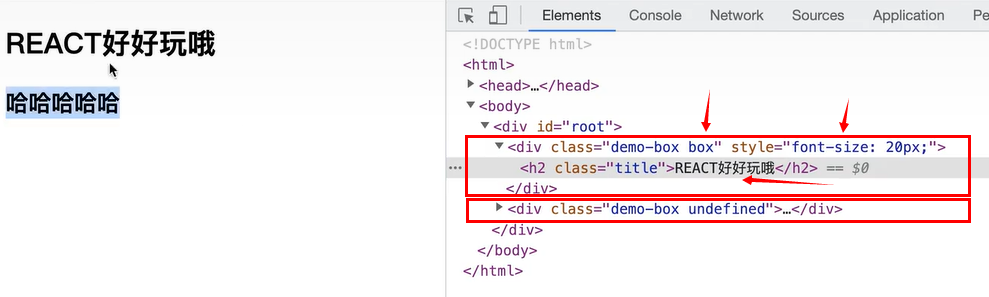 REACT好好玩哦
哈哈哈哈哈
Elements Console Network Sources Application Pe
<!DOCTYPE html>
<html>
<head>…</head>
<body>
<div id="root">
<div class="demo-box box" style="font-size: 20px;">
<h2 class="title">REACT好好玩哦</h2> == $0
</div>
<div class="demo-box undefined">…</div>
</div>
</body>
</html>